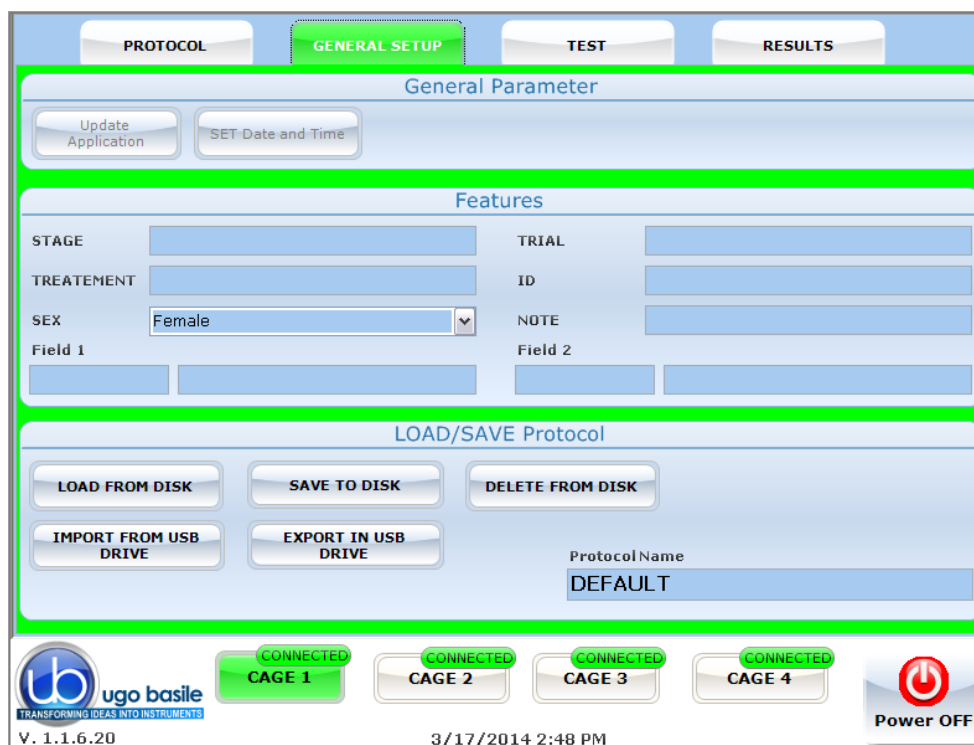 PROTOCOL GENERAL SETUP TEST RESULTS
General Parameter
Update
Application
SET Date and Time
Features
STAGE TRIAL
TREATEMENT ID
SEX Female NOTE
Field 1 Field 2
LOAD/SAVE Protocol
LOAD FROM DISK SAVE TO DISK DELETE FROM DISK
IMPORT FROM USB
DRIVE
EXPORT IN USB
DRIVE
Protocol Name
DEFAULT
CONNECTED CONNECTED CONNECTED CONNECTED
CAGE 1 CAGE 2 CAGE 3 CAGE 4
ub ugo basile
TRANSFORMING IDEAS INTO INSTRUMENTS
Power OFF
V. 1.1.6.20 3/17/2014 2:48 PM